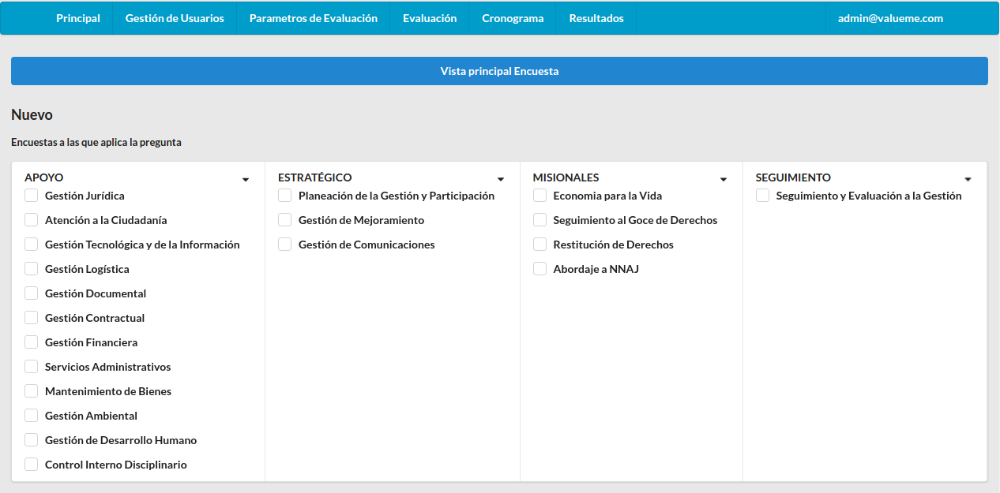 Principal
Gestión de Usuarios
Parametros de Evaluación
Evaluación
Cronograma
Resultados
admin@valueme.com
Vista principal Encuesta
Nuevo
Encuestas a las que aplica la pregunta
APOYO
Gestión Jurídica
Atención a la Ciudadanía
Gestión Tecnológica y de la Información
Gestión Logística
Gestión Documental
Gestión Contractual
Gestión Financiera
Servicios Administrativos
Mantenimiento de Bienes
Gestión Ambiental
Gestión de Desarrollo Humano
Control Interno Disciplinario
ESTRATÉGICO
Planeación de la Gestión y Participación
Gestión de Mejoramiento
Gestión de Comunicaciones
MISIONALES
Economia para la Vida
Seguimiento al Goce de Derechos
Restitución de Derechos
Abordaje a NNAJ
SEGUIMIENTO
Seguimiento y Evaluación a la Gestión